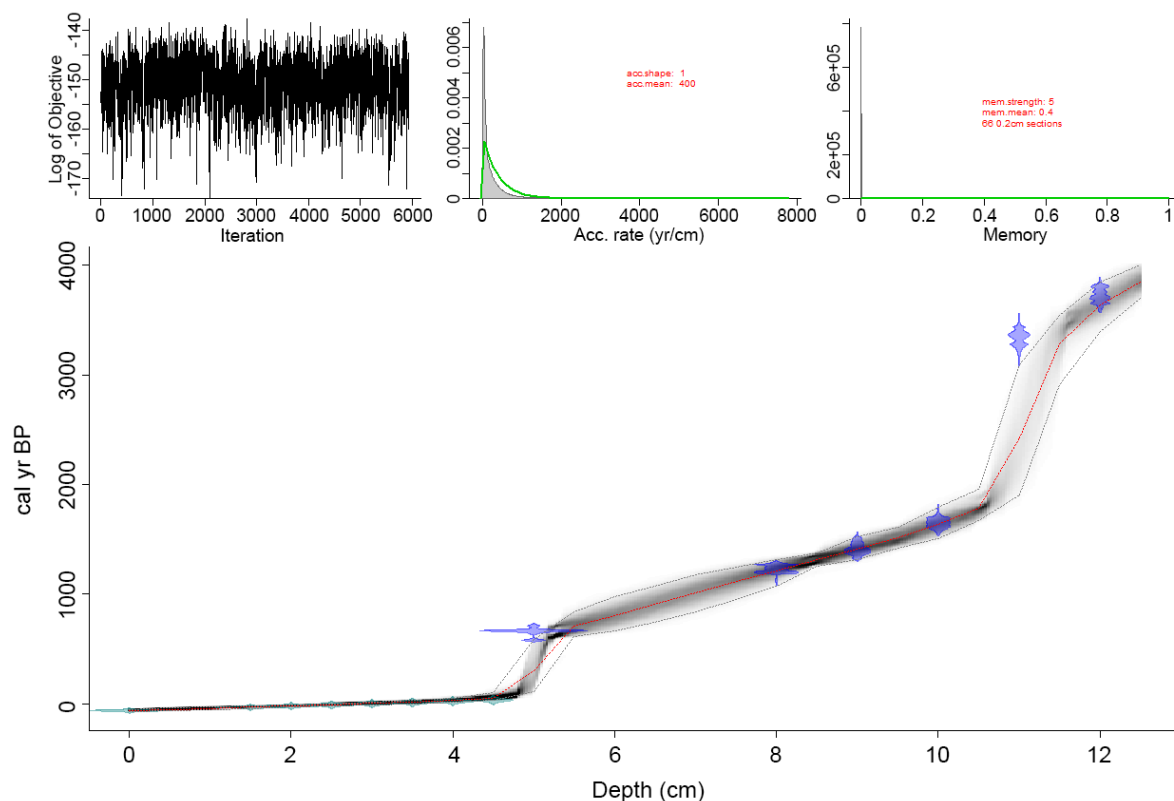 -140
-150
-160
-170
Log of Objective
0 1000 2000 3000 4000 5000 6000
Iteration
0.006
0.004
0.002
0
acc.shape: 1
acc.mean: 400
0 2000 4000 6000 8000
Acc. rate (yr/cm)
6e+05
2e+05
0
mem.strength: 5
mem.mean: 0.4
66 0.2cm sections
0 0.2 0.4 0.6 0.8 1
Memory
4000
3000
2000
1000
0
cal yr BP
0 2 4 6 8 10 12
Depth (cm)